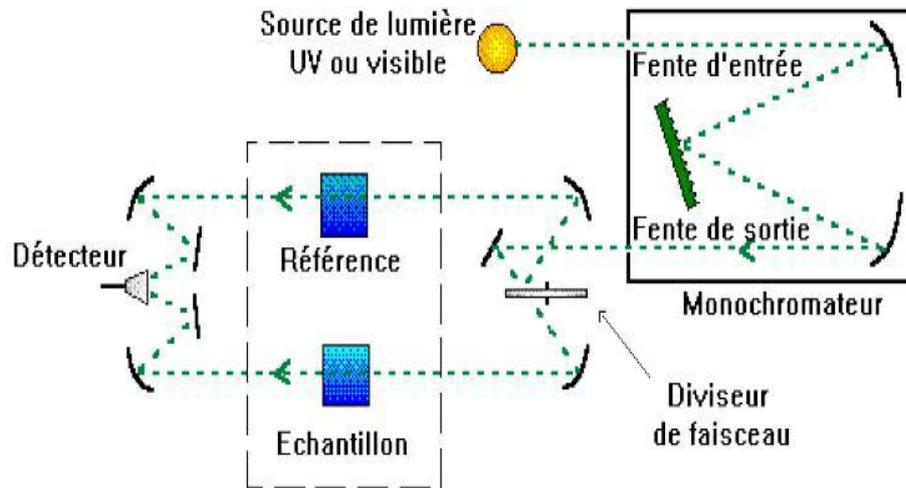 Source de lumière
UV ou visible
Fente d'entrée
Fente de sortie
Détecteur
Référence
Monochromateur
Echantillon
Diviseur
de faisceau